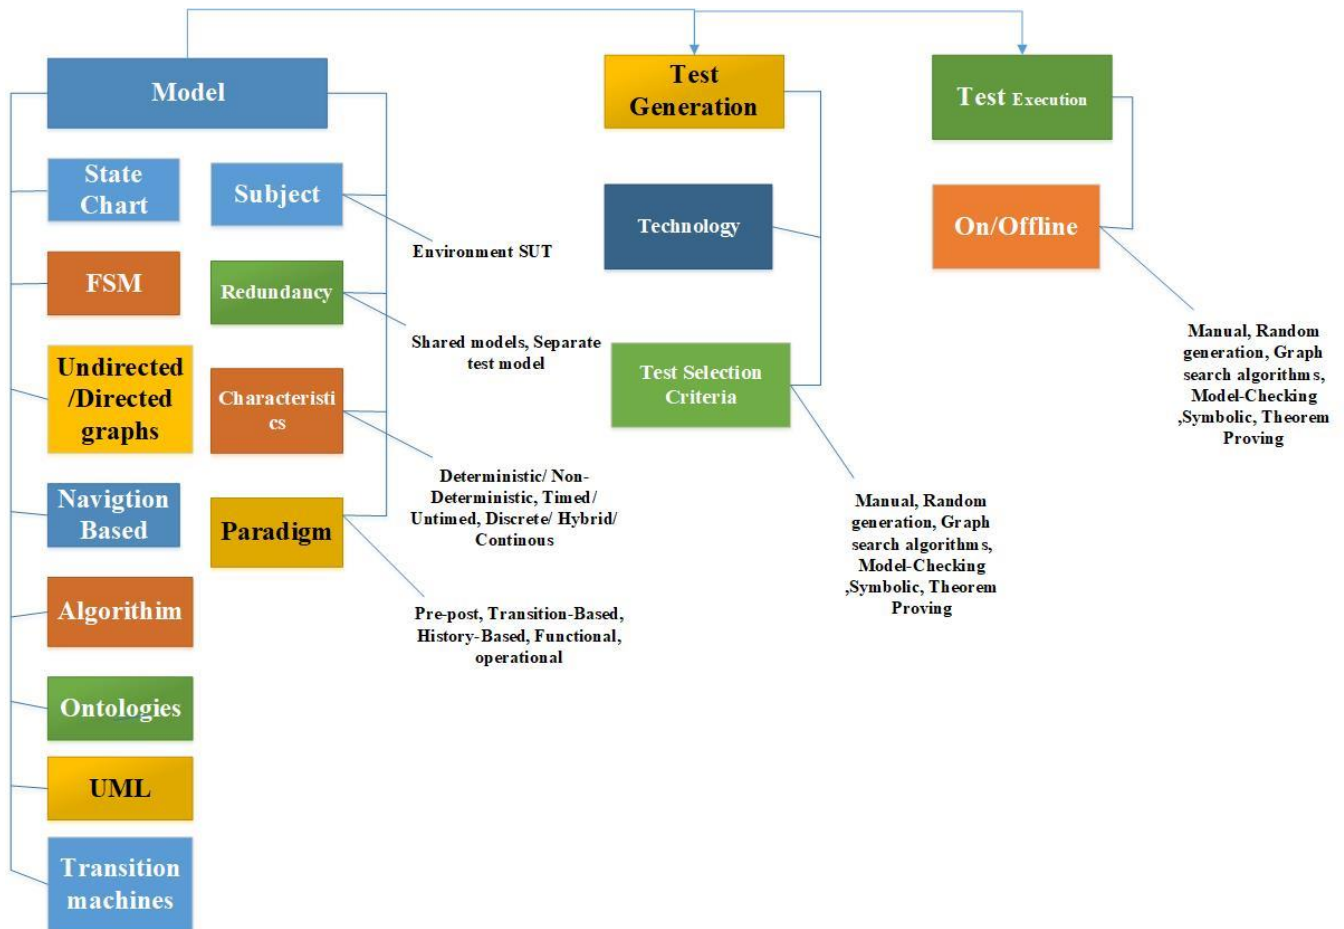 Model
State
Chart
FSM
Undirected
/Directed
graphs
Navigtion
Based
Algorithim
Ontologies
UML
Transition
machines
Subject
Environment SUT
Redundancy
Shared models, Separate
test model
Characteristi
cs
Deterministic/ Non-
Deterministic, Timed/
Untimed, Discrete/ Hybrid/
Continous
Paradigm
Pre-post, Transition-Based,
History-Based, Functional,
operational
Test
Generation
Technology
Test Selection
Criteria
Manual, Random
generation, Graph
search algorithms,
Model-Checking
,Symbolic, Theorem
Proving
Test Execution
On/Offline
Manual, Random
generation, Graph
search algorithms,
Model-Checking
,Symbolic, Theorem
Proving